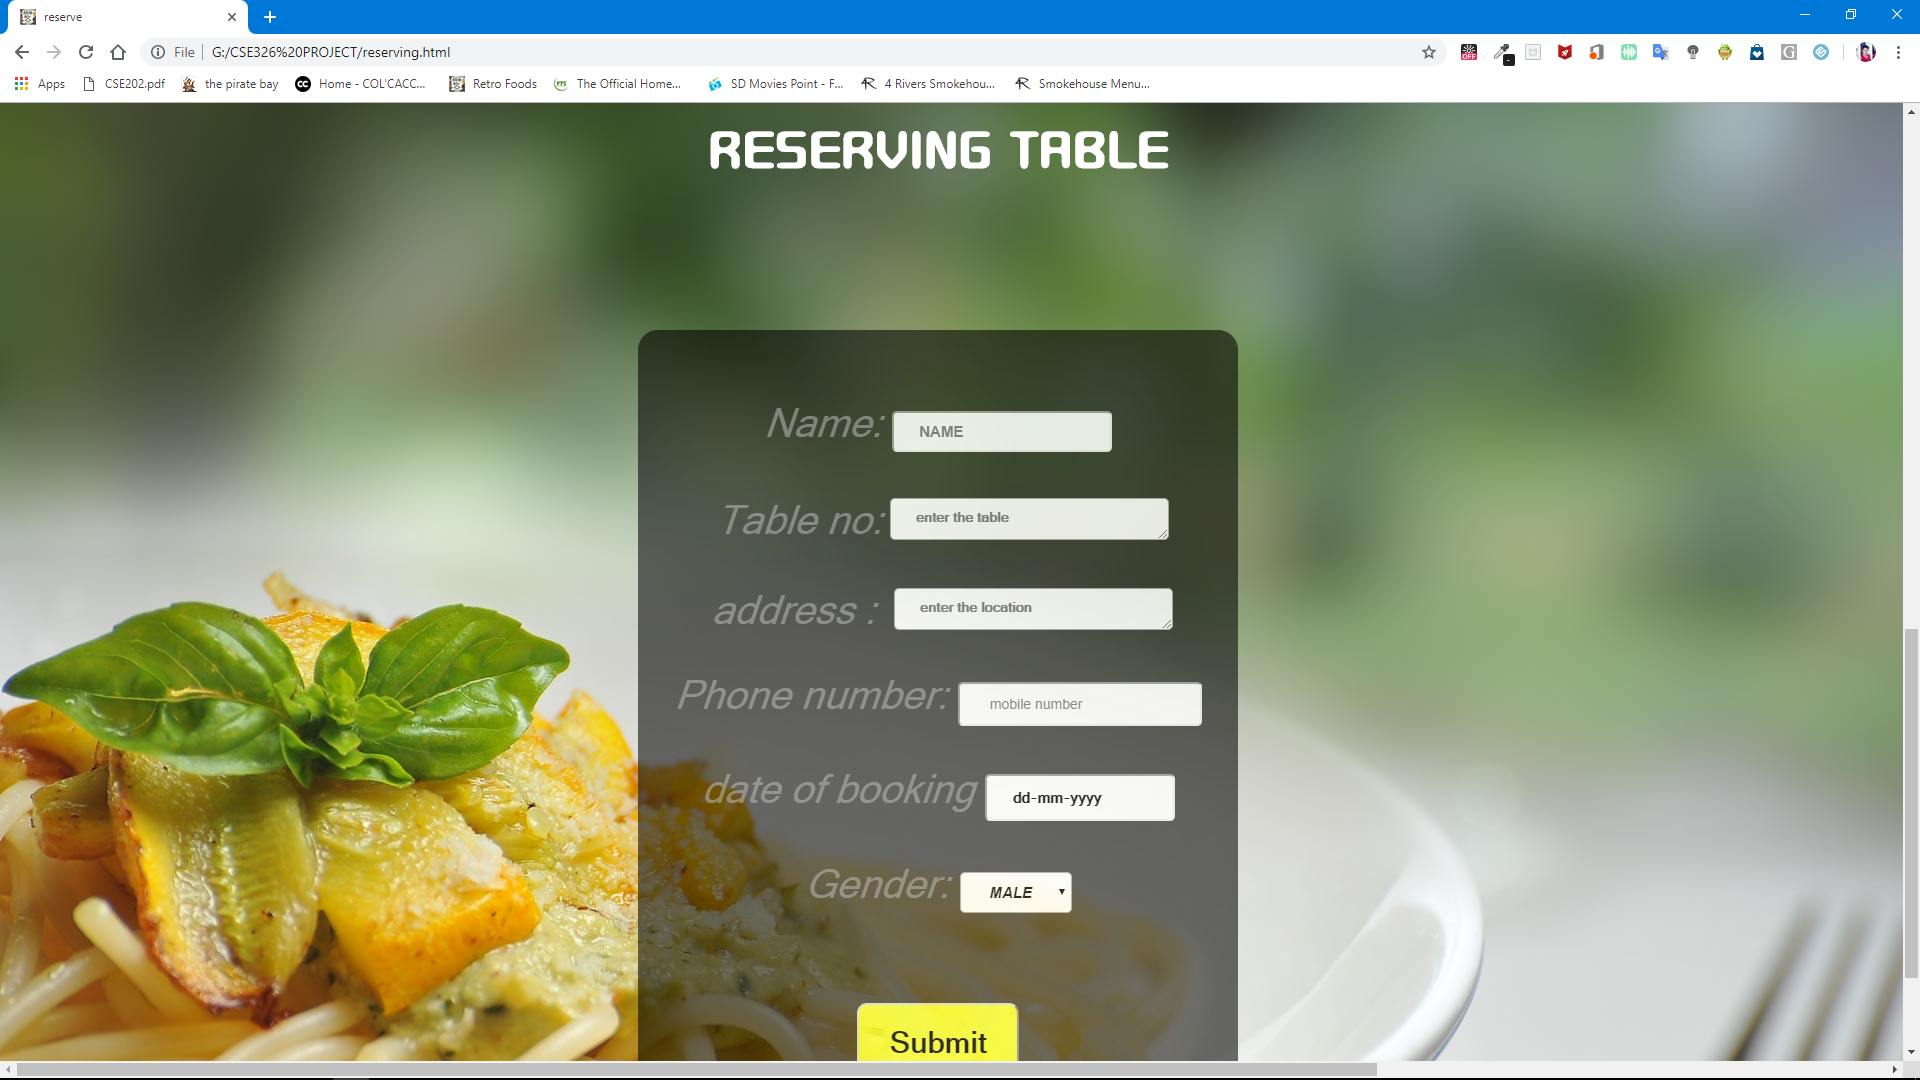 reserve
File
G:/CSE326%20PROJECT/reserving.html
Apps CSE202.pdf the pirate bay Home - COL'CACC... Retro Foods The Official Home... SD Movies Point - F... 4 Rivers Smokehou... Smokehouse Menu...
RESERVING TABLE
Name: NAME
Table no: enter the table
address : enter the location
Phone number: mobile number
date of booking dd-mm-yyyy
Gender: MALE
Submit